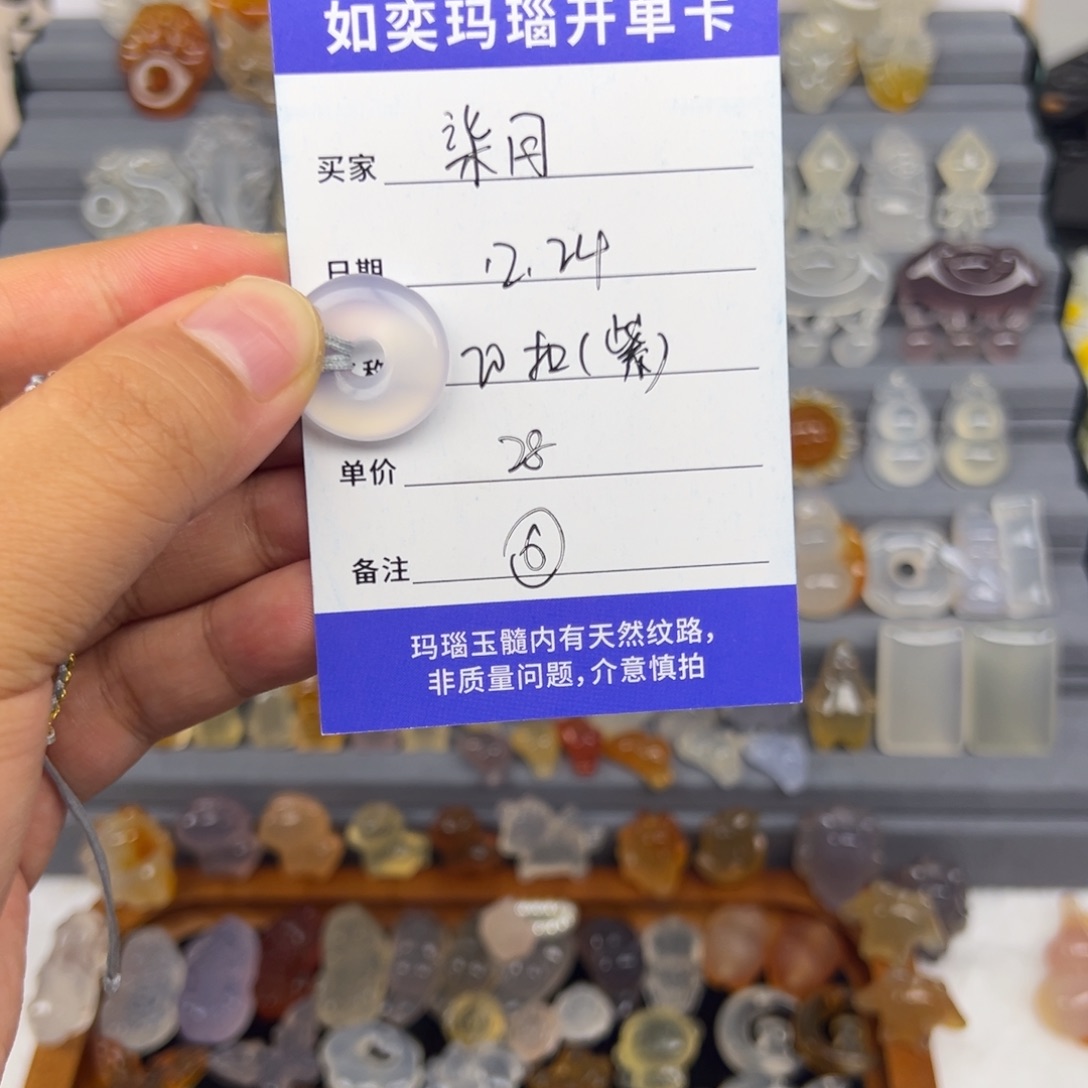 如奕玛瑙开单卡
买家 柒月
日期 12.24
称 扣(紫)
单价 28
备注 6
玛瑙玉髓内有天然纹路，
非质量问题，介意慎拍